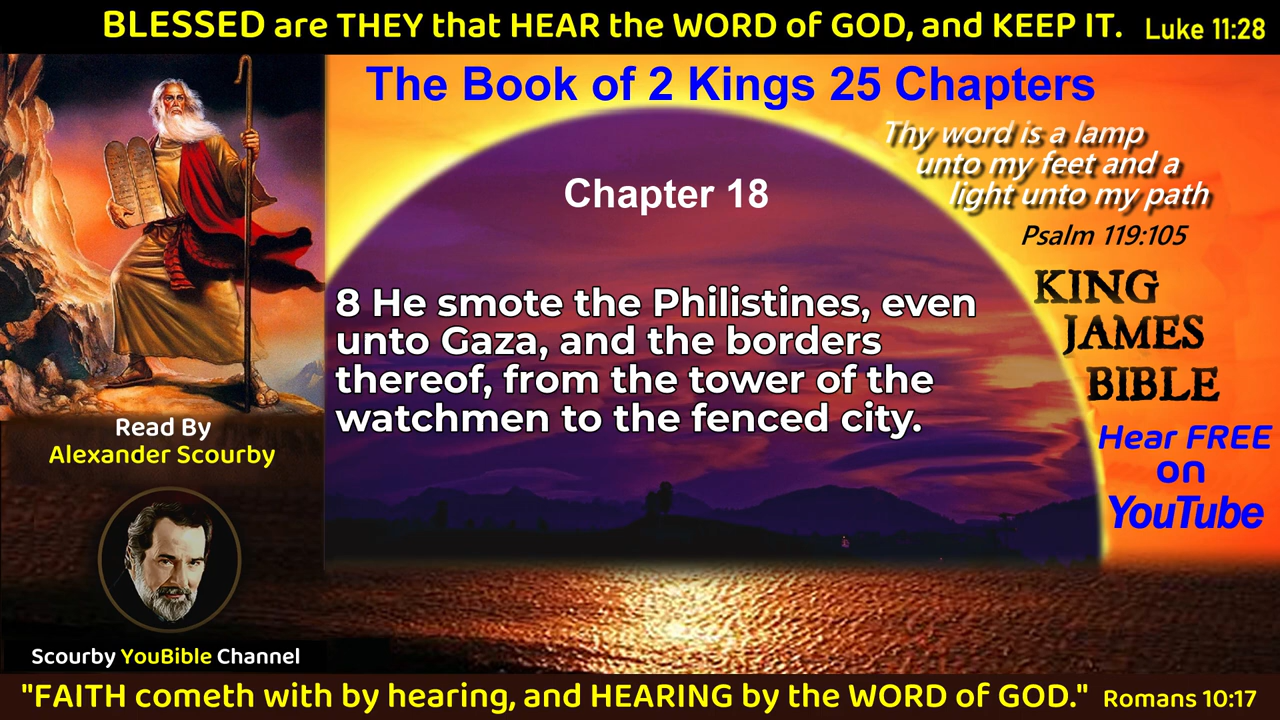 BLESSED are THEY that HEAR the WORD of GOD, and KEEP IT. Luke 11:28
The Book of 2 Kings 25 Chapters
Thy word is a lamp
unto my feet and a
light unto my path
Psalm 119:105
Chapter 18
8 He smote the Philistines, even
unto Gaza, and the borders
thereof, from the tower of the
watchmen to the fenced city.
KING
JAMES
BIBLE
Hear FREE
on
YouTube
Read By
Alexander Scourby
Scourby YouBible Channel
"FAITH cometh with by hearing, and HEARING by the WORD of GOD." Romans 10:17